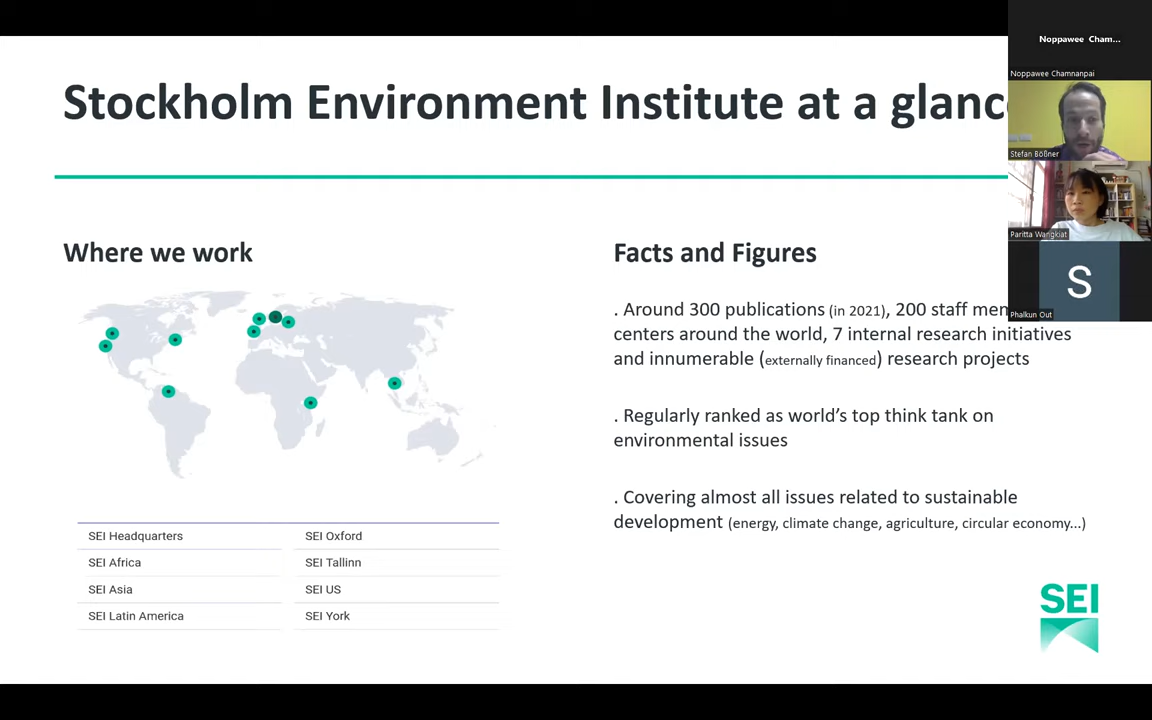 Stockholm Environment Institute at a glanc
Where we work
SEI Headquarters
SEI Oxford
SEI Africa
SEI Tallinn
SEI Asia
SEI US
SEI Latin America
SEI York
Facts and Figures
. Around 300 publications (in 2021), 200 staff mem
centers around the world, 7 internal research initiatives
and innumerable (externally financed) research projects
. Regularly ranked as world’s top think tank on
environmental issues
. Covering almost all issues related to sustainable
development (energy, climate change, agriculture, circular economy...)
SEI
Noppawee Cham...
Noppawee Chamnanpai
Stefan Bößner
Paritta Wangkiat
S
Phalkun Out